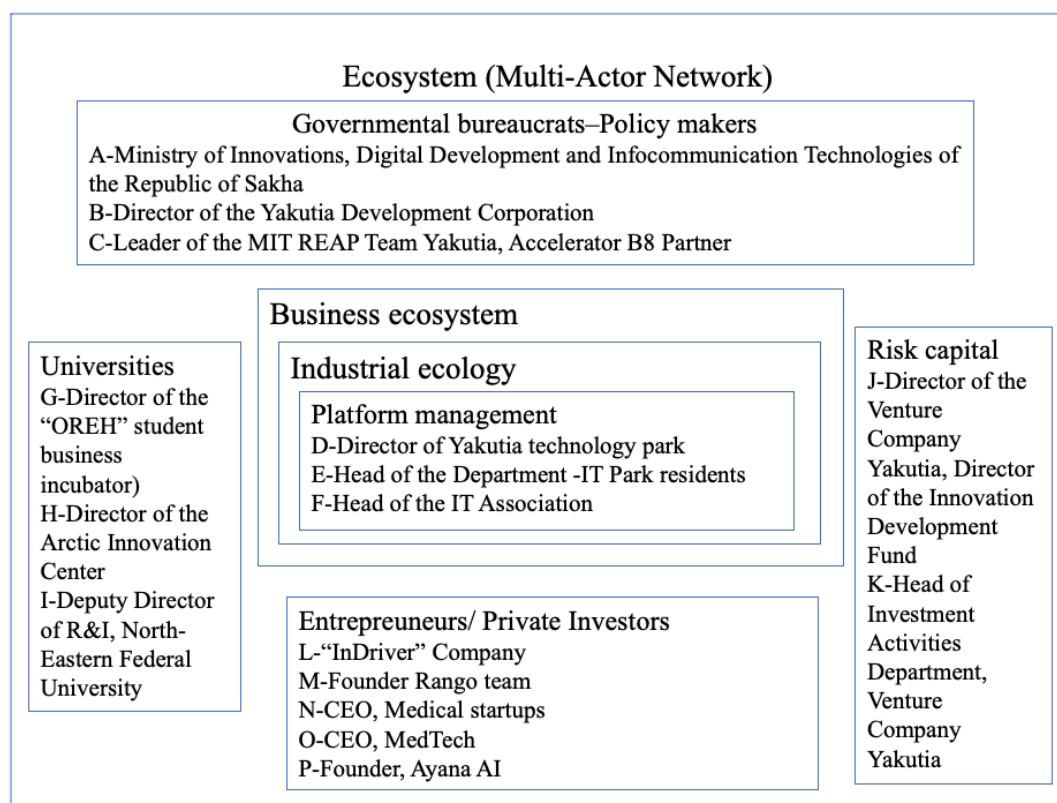 Ecosystem (Multi-Actor Network)
Governmental bureaucrats–Policy makers
A-Ministry of Innovations, Digital Development and Infocommunication Technologies of
the Republic of Sakha
B-Director of the Yakutia Development Corporation
C-Leader of the MIT REAP Team Yakutia, Accelerator B8 Partner
Universities
G-Director of the
“OREH” student
business
incubator)
H-Director of the
Arctic Innovation
Center
I-Deputy Director
of R&I, North-
Eastern Federal
University
Business ecosystem
Industrial ecology
Platform management
D-Director of Yakutia technology park
E-Head of the Department -IT Park residents
F-Head of the IT Association
Risk capital
J-Director of the
Venture
Company
Yakutia, Director
of the Innovation
Development
Fund
K-Head of
Investment
Activities
Department,
Venture
Company
Yakutia
Entrepreuneurs/ Private Investors
L-“InDriver” Company
M-Founder Rango team
N-CEO, Medical startups
O-CEO, MedTech
P-Founder, Ayana AI